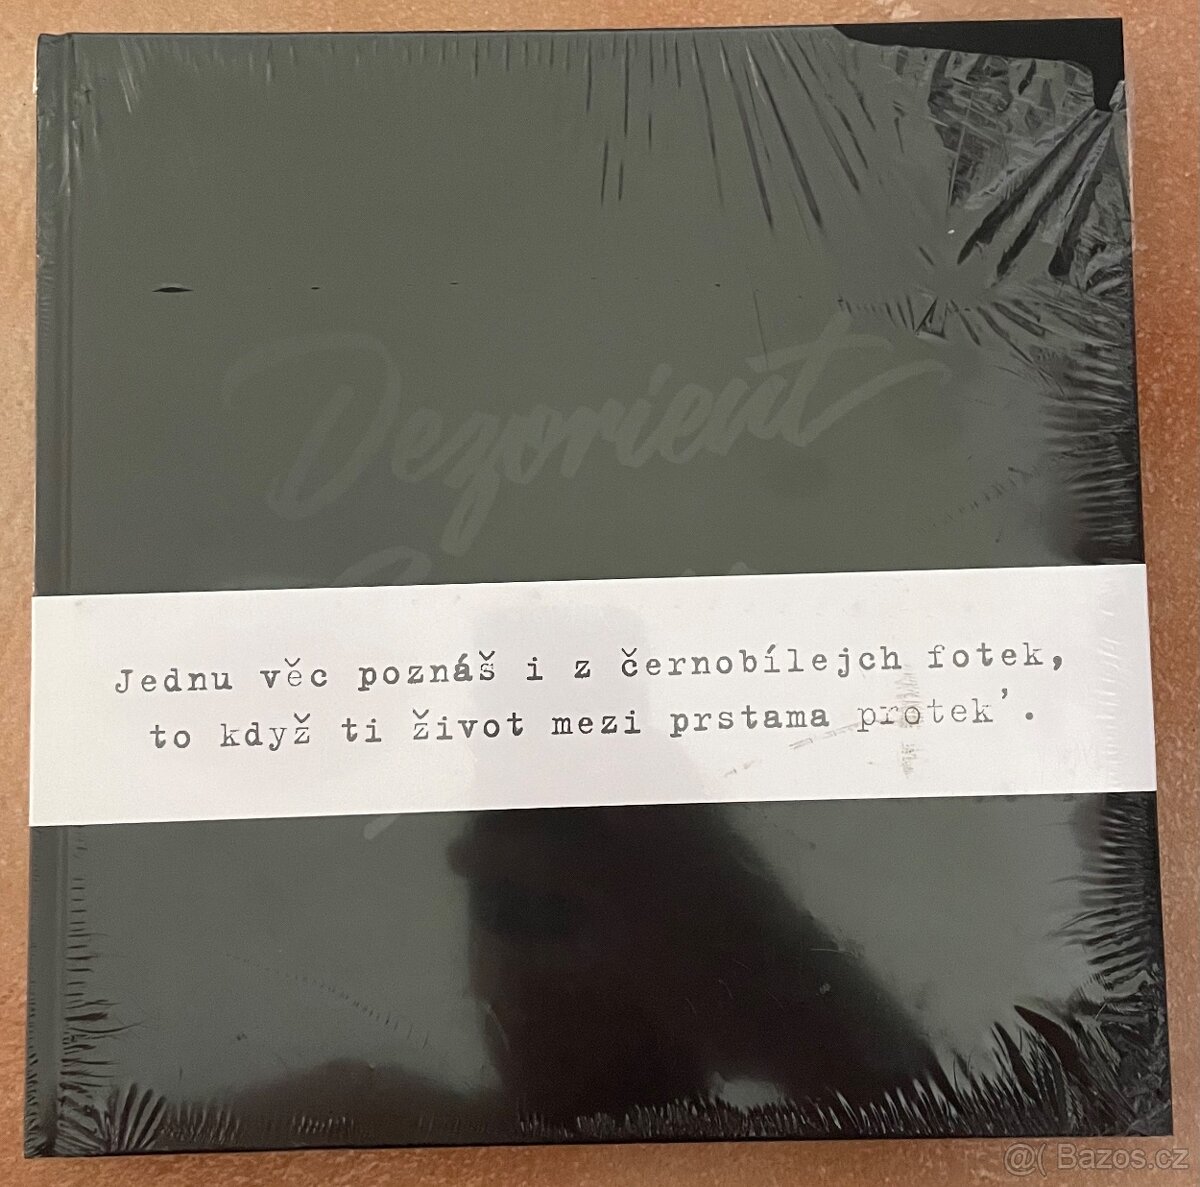 Dezorient
Jednu věc poznáš i z černobílejch fotek,
to když ti život mezi prstama protek'.
@( Bazos.cz